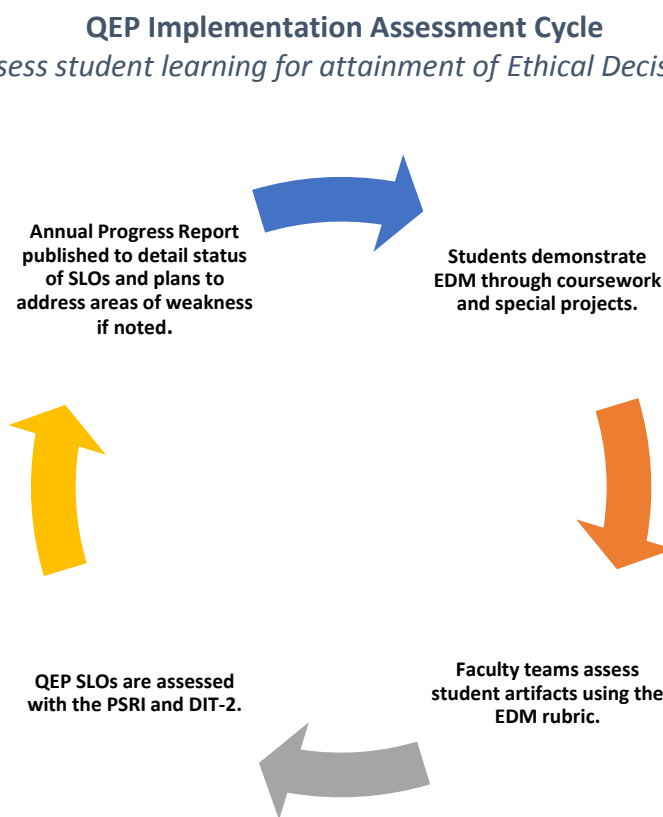 QEP Implementation Assessment Cycle
sess student learning for attainment of Ethical Decis
Annual Progress Report
published to detail status
of SLOs and plans to
address areas of weakness
if noted.
Students demonstrate
EDM through coursework
and special projects.
QEP SLOs are assessed
with the PSRI and DIT-2.
Faculty teams assess
student artifacts using the
EDM rubric.